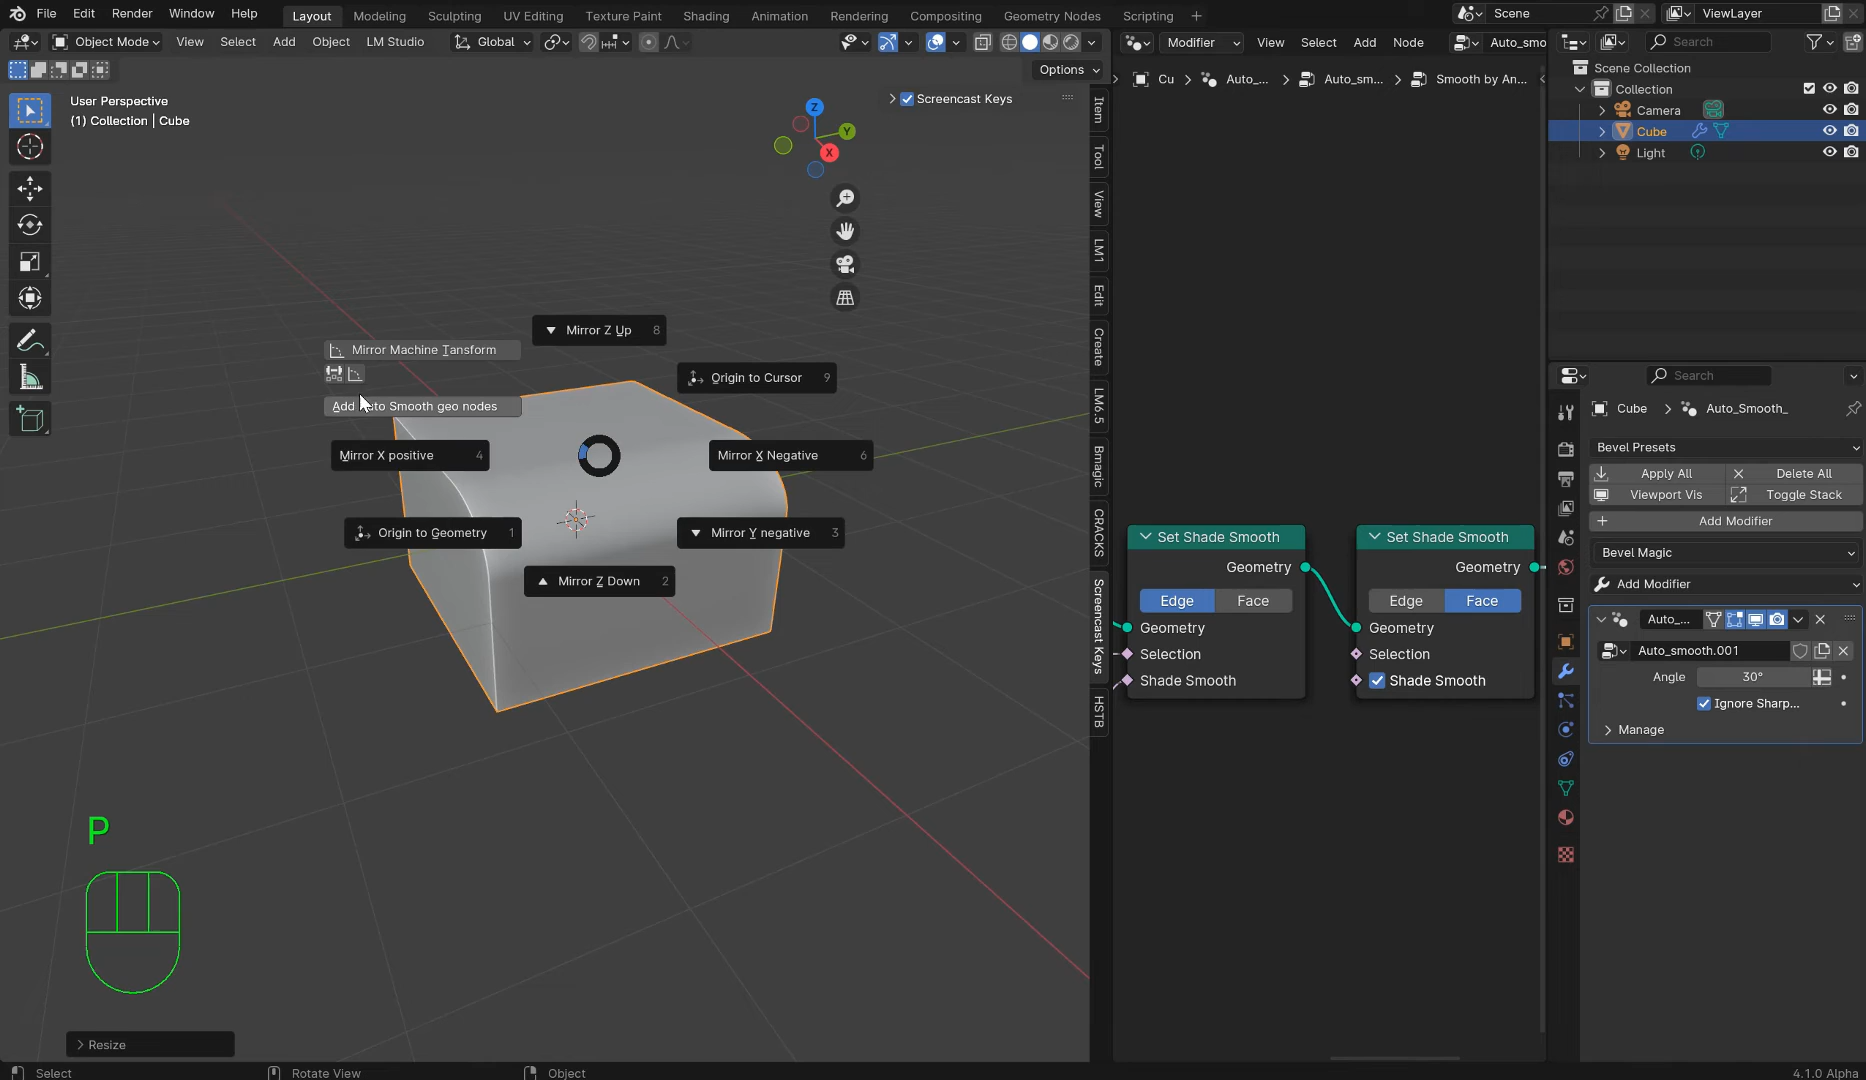 File Edit Render Window Help Layout Modeling Sculpting UV Editing Texture Paint Shading Animation Rendering Compositing Geometry Nodes Scripting + Scene ViewLayer
Object Mode View Select Add Object LM Studio Global Modifier View Select Add Node Auto_smo Search
Options
Cu Auto_... Auto_sm... Smooth by An...
Scene Collection
Collection
Camera
Cube
Light
User Perspective
(1) Collection | Cube
Screencast Keys
Z
Y
X
Item
Tool
View
LM1
Edit
Create
LM6.5
Bmagic
CRACKS
Screencast Keys
HSTB
Mirror Z Up 8
Mirror Machine Tansform
Origin to Cursor 9
Add uto Smooth geo nodes
Mirror X positive 4
Mirror X Negative 6
Origin to Geometry 1
Mirror Y negative 3
Mirror Z Down 2
Set Shade Smooth
Geometry
Edge Face
Geometry
Selection
Shade Smooth
Set Shade Smooth
Geometry
Edge Face
Geometry
Selection
Shade Smooth
Search
Cube Auto_Smooth_
Bevel Presets
Apply All Delete All
Viewport Vis Toggle Stack
Add Modifier
Bevel Magic
Add Modifier
Auto_...
Auto_smooth.001
Angle 30°
Ignore Sharp...
Manage
P
Resize
Select Rotate View Object 4.1.0 Alpha